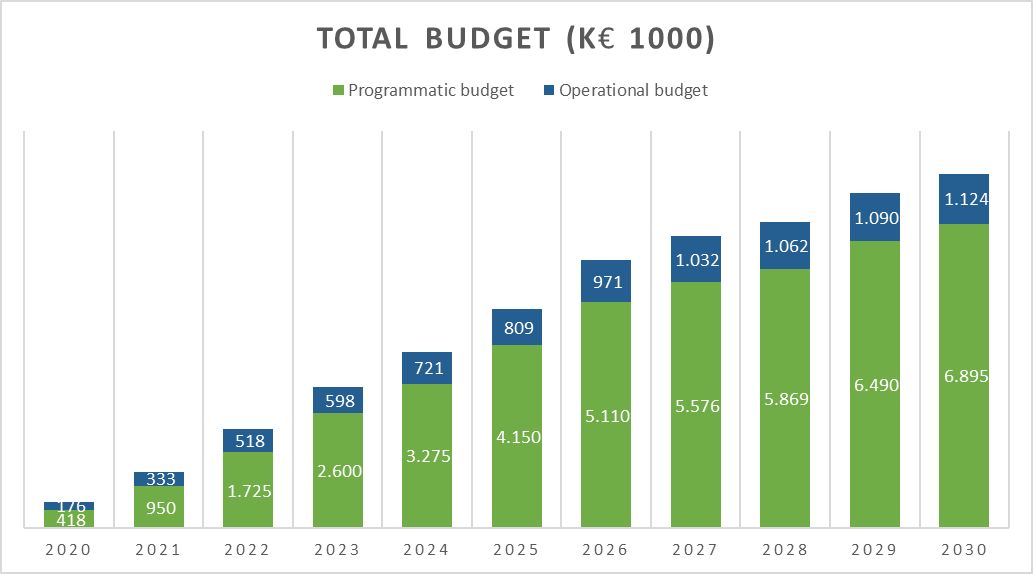 TOTAL BUDGET (K€ 1000)
Programmatic budget Operational budget
176 333 518 598 721 809 971 1.032 1.062 1.090 1.124
418 950 1.725 2.600 3.275 4.150 5.110 5.576 5.869 6.490 6.895
2020 2021 2022 2023 2024 2025 2026 2027 2028 2029 2030